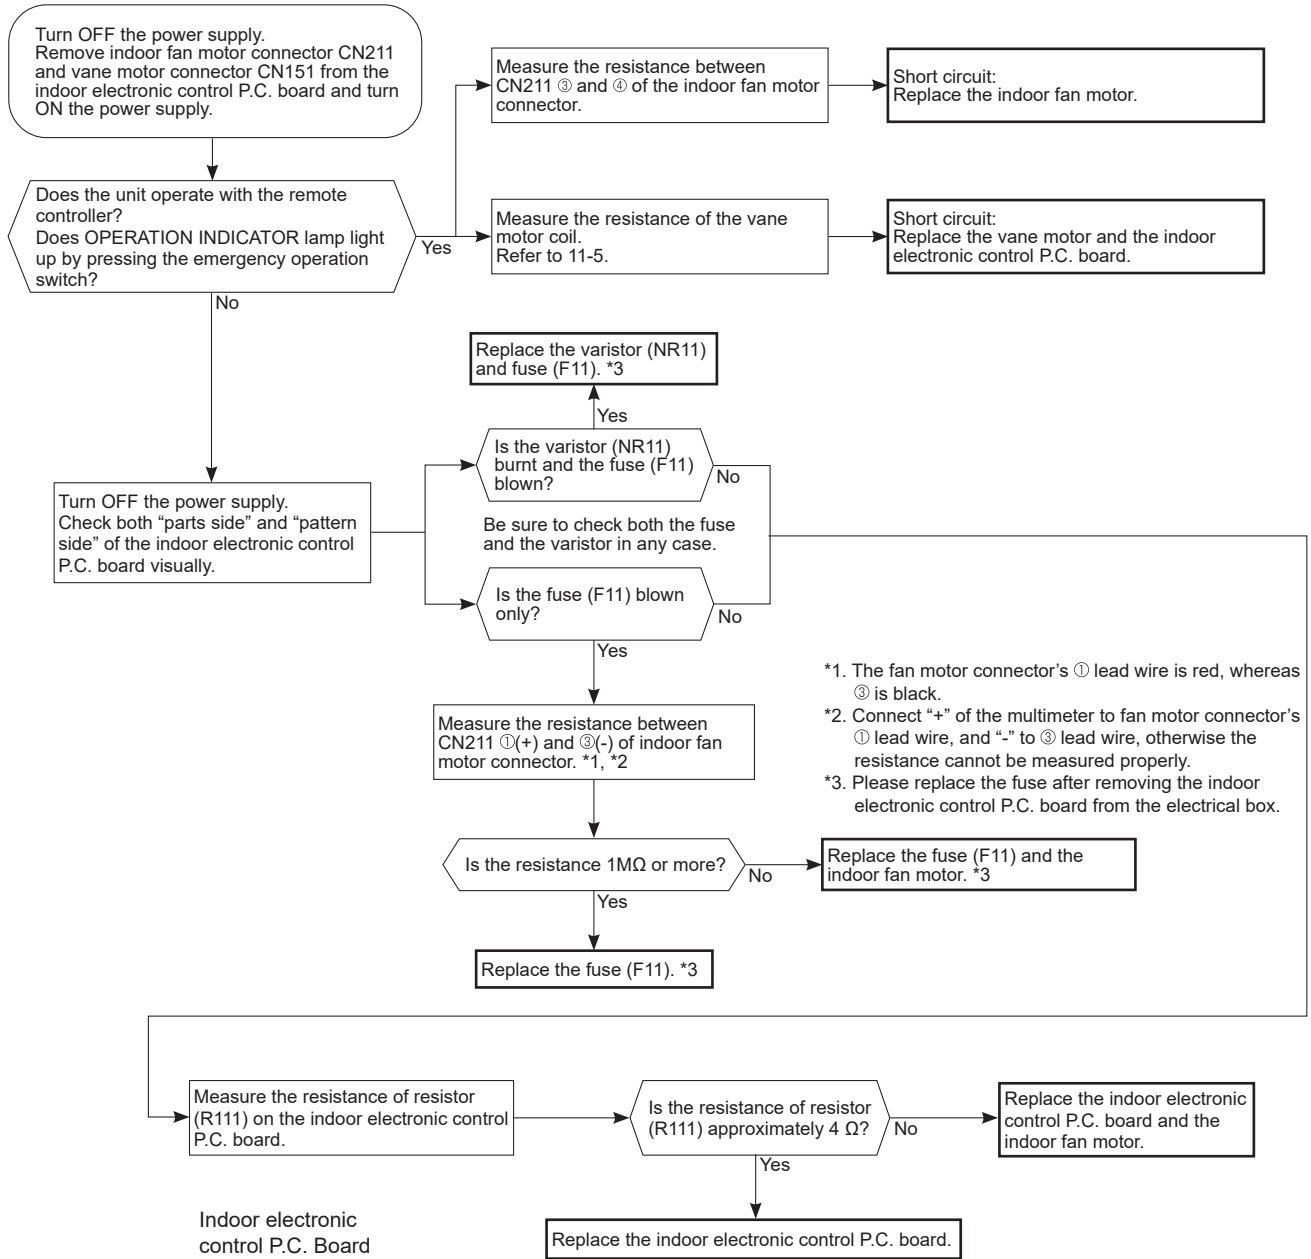 Turn OFF the power supply.
Remove indoor fan motor connector CN211
and vane motor connector CN151 from the
indoor electronic control P.C. board and turn
ON the power supply.
Measure the resistance between
CN211 ③ and ④ of the indoor fan motor
connector.
Short circuit:
Replace the indoor fan motor.
Does the unit operate with the remote
controller?
Does OPERATION INDICATOR lamp light
up by pressing the emergency operation
switch?
Yes
Measure the resistance of the vane
motor coil.
Refer to 11-5.
Short circuit:
Replace the vane motor and the indoor
electronic control P.C. board.
No
Replace the varistor (NR11)
and fuse (F11). *3
Yes
Is the varistor (NR11)
burnt and the fuse (F11)
blown?
No
Turn OFF the power supply.
Check both “parts side” and “pattern
side” of the indoor electronic control
P.C. board visually.
Be sure to check both the fuse
and the varistor in any case.
Is the fuse (F11) blown
only?
No
Yes
*1. The fan motor connector’s ① lead wire is red, whereas
③ is black.
*2. Connect “+” of the multimeter to fan motor connector’s
① lead wire, and “-” to ③ lead wire, otherwise the
resistance cannot be measured properly.
*3. Please replace the fuse after removing the indoor
electronic control P.C. board from the electrical box.
Measure the resistance between
CN211 ①(+) and ③(-) of indoor fan
motor connector. *1, *2
Is the resistance 1MΩ or more?
No
Replace the fuse (F11) and the
indoor fan motor. *3
Yes
Replace the fuse (F11). *3
Measure the resistance of resistor
(R111) on the indoor electronic control
P.C. board.
Is the resistance of resistor
(R111) approximately 4 Ω?
No
Replace the indoor electronic
control P.C. board and the
indoor fan motor.
Yes
Replace the indoor electronic control P.C. board.
Indoor electronic
control P.C. Board